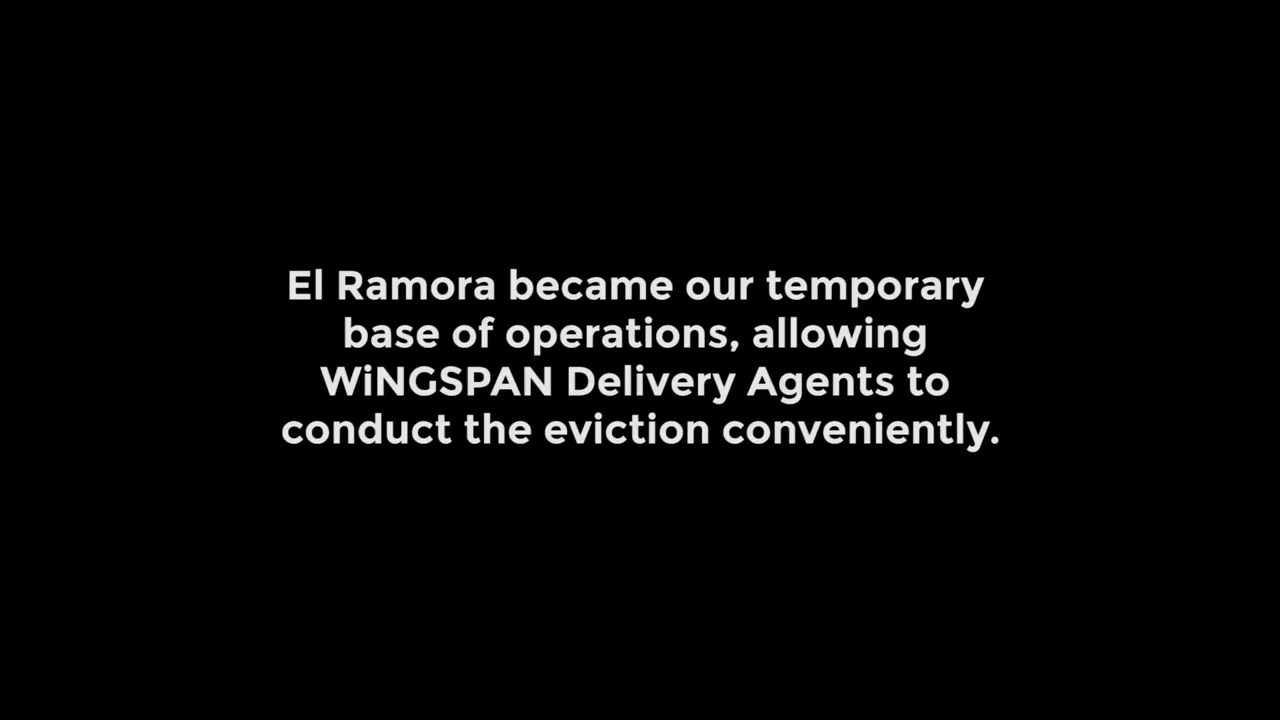 El Ramora became our temporary
base of operations, allowing
WiNGSPAN Delivery Agents to
conduct the eviction conveniently.